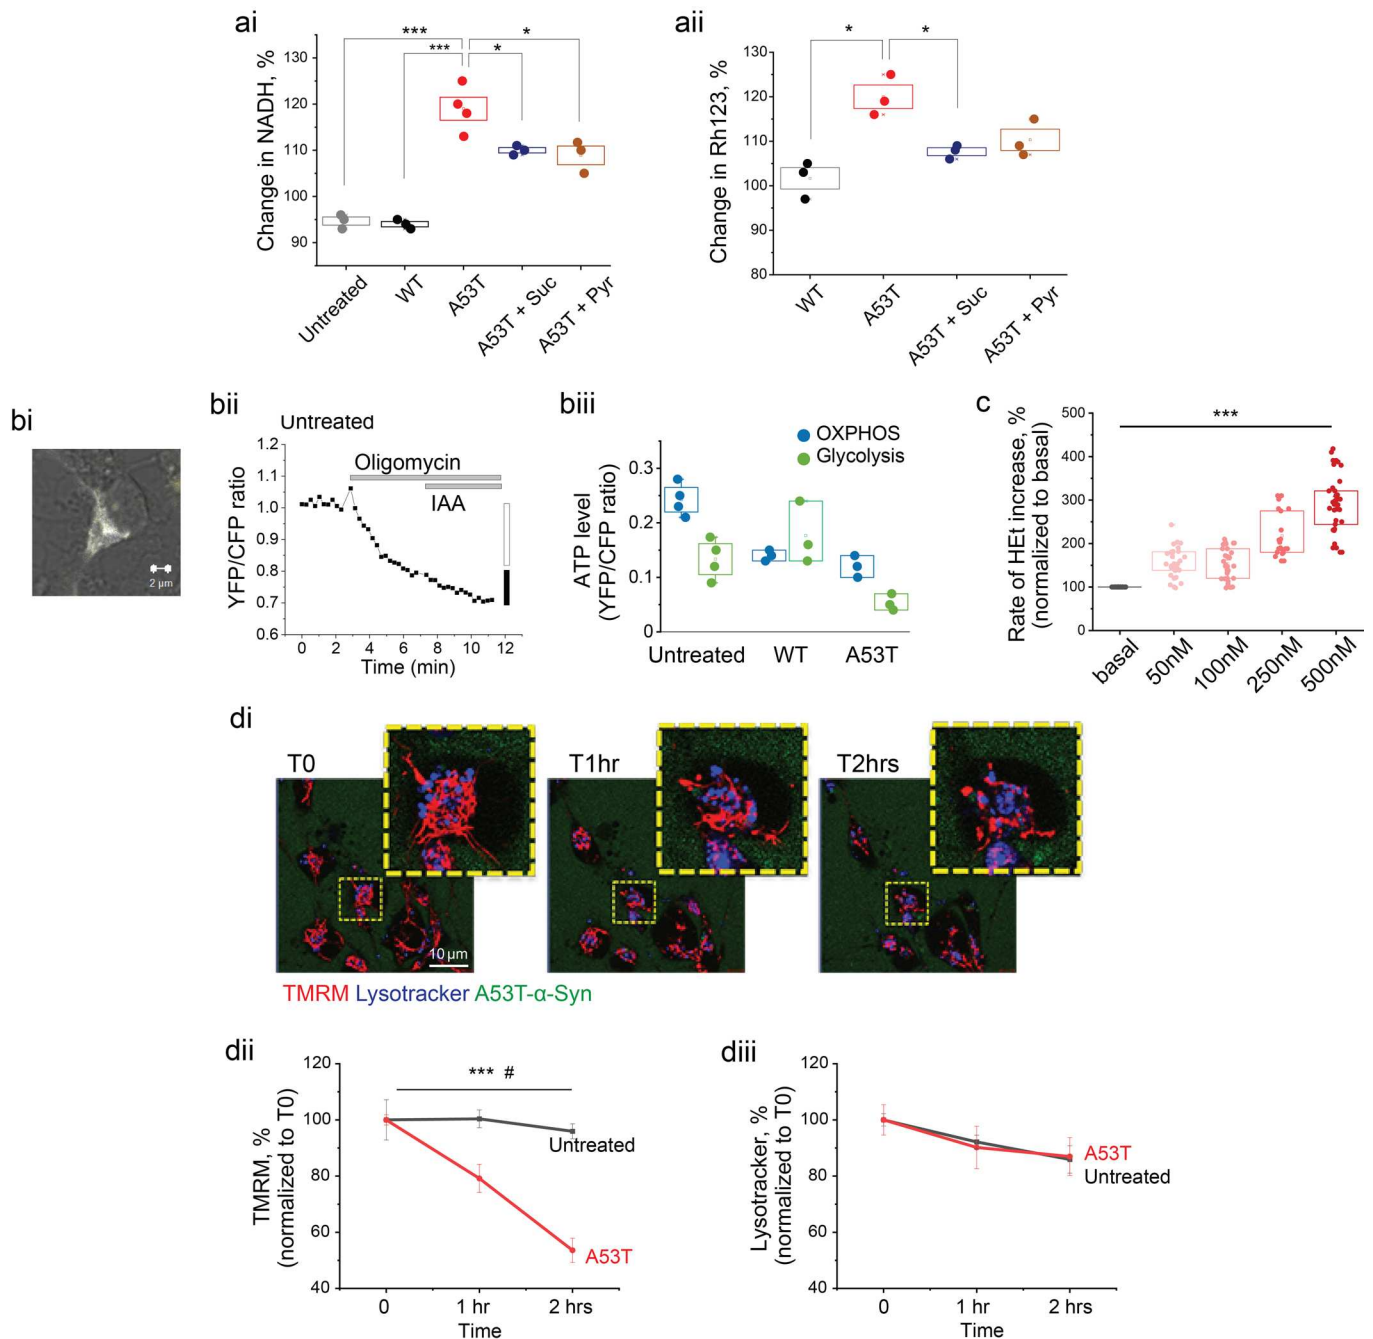 ai
Change in NADH, %
130
120
110
100
90
***
*
***
*
Untreated
WT
A53T
A53T + Suc
A53T + Pyr
aii
Change in Rh123, %
130
120
110
100
90
80
*
*
WT
A53T
A53T + Suc
A53T + Pyr
bi
2 µm
bii
Untreated
YFP/CFP ratio
1.2
1.1
1.0
0.9
0.8
0.7
0.6
Oligomycin
IAA
0 2 4 6 8 10 12
Time (min)
biii
OXPHOS
Glycolysis
ATP level
(YFP/CFP ratio)
0.3
0.2
0.1
0
Untreated WT A53T
c
Rate of HEt increase, %
(normalized to basal)
500
400
300
200
100
0
***
basal
50nM
100nM
250nM
500nM
di
T0
T1hr
T2hrs
10 µm
TMRM Lysotracker A53T-α-Syn
dii
TMRM, %
(normalized to T0)
120
100
80
60
40
*** #
Untreated
A53T
0 1 hr 2 hrs
Time
diii
Lysotracker, %
(normalized to T0)
120
100
80
60
40
A53T
Untreated
0 1 hr 2 hrs
Time